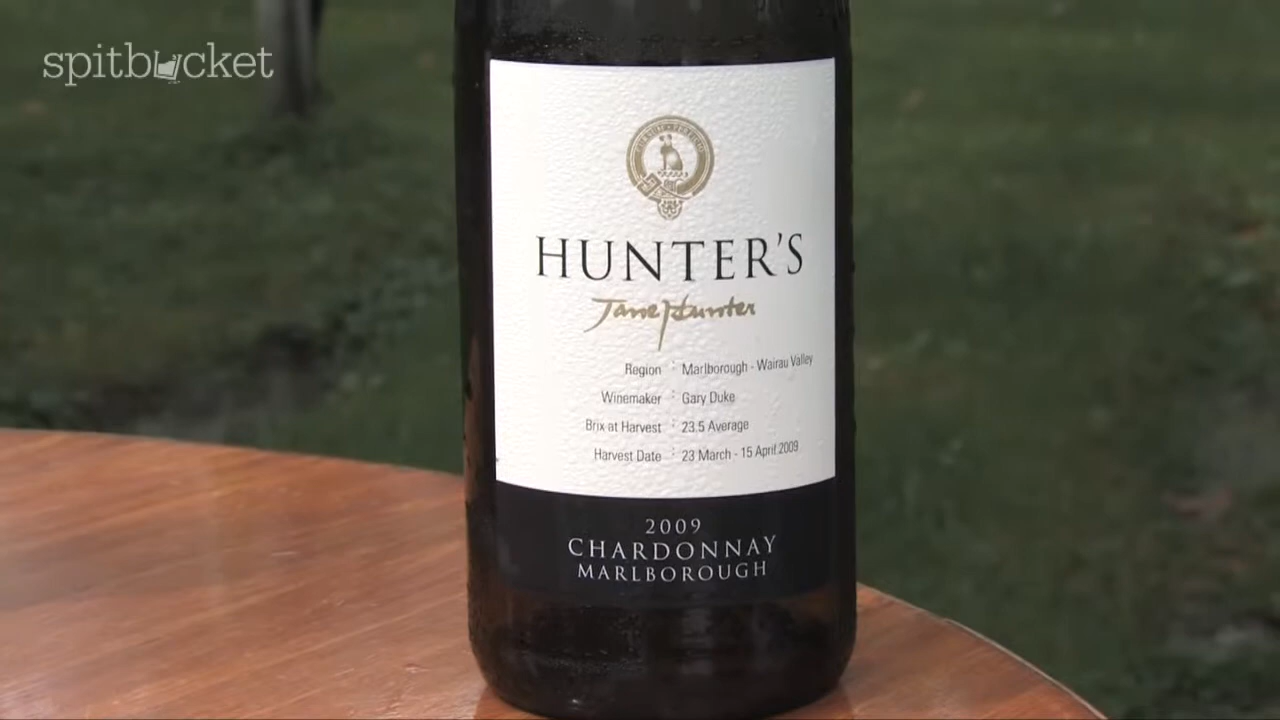 spitbucket
HUNTER'S
Jane Hunter
Region : Marlborough - Wairau Valley
Winemaker : Gary Duke
Brix at Harvest : 23.5 Average
Harvest Date : 23 March - 15 April 2009
2009
CHARDONNAY
MARLBOROUGH